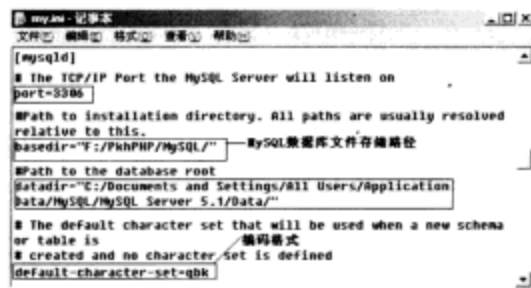 my.ini - 记事本
文件(F) 编辑(E) 格式(O) 查看(V) 帮助(H)
[mysqld]
# The TCP/IP Port the MySQL Server will listen on
port=3306
#Path to installation directory. All paths are usually resolved
relative to this.
basedir="F:/PkhPHP/MySQL/" MySQL数据库文件存储路径
#Path to the database root
datadir="C:/Documents and Settings/All Users/Application
Data/MySQL/MySQL Server 5.1/Data/"
# The default character set that will be used when a new schema
or table is 编码格式
# created and no character set is defined
default-character-set=gbk